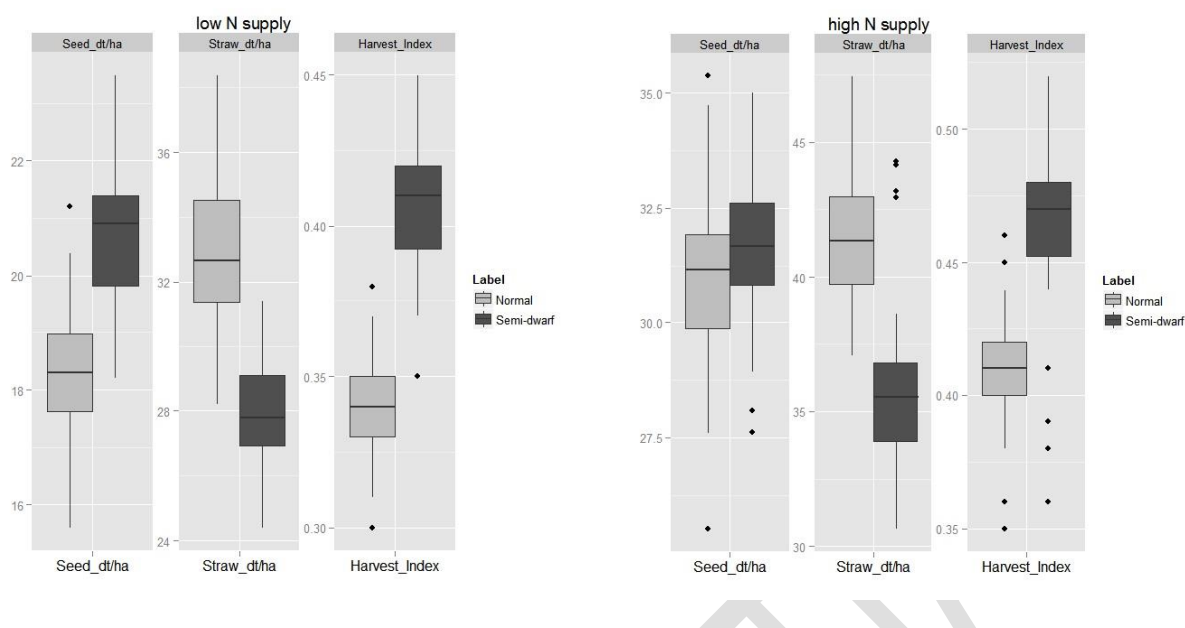 low N supply
Seed_dt/ha Straw_dt/ha Harvest_Index
22
20
18
16
36
32
28
24
0.45
0.40
0.35
0.30
Label
Normal
Semi-dwarf
Seed_dt/ha Straw_dt/ha Harvest_Index
high N supply
Seed_dt/ha Straw_dt/ha Harvest_Index
35.0
32.5
30.0
27.5
45
40
35
30
0.50
0.45
0.40
0.35
Label
Normal
Semi-dwarf
Seed_dt/ha Straw_dt/ha Harvest_Index